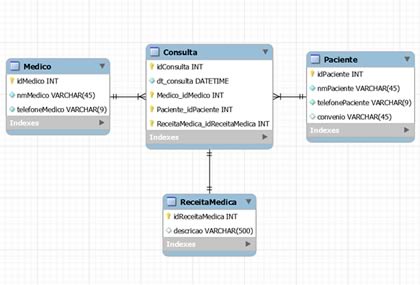 Medico
idMedico INT
nmMedico VARCHAR(45)
telefoneMedico VARCHAR(9)
Indexes
Consulta
idConsulta INT
dt_consulta DATETIME
Medico_idMedico INT
Paciente_idPaciente INT
ReceitaMedica_idReceitaMedica INT
Indexes
Paciente
idPaciente INT
nmPaciente VARCHAR(45)
telefonePaciente VARCHAR(9)
convenio VARCHAR(45)
Indexes
ReceitaMedica
idReceitaMedica INT
descricao VARCHAR(500)
Indexes